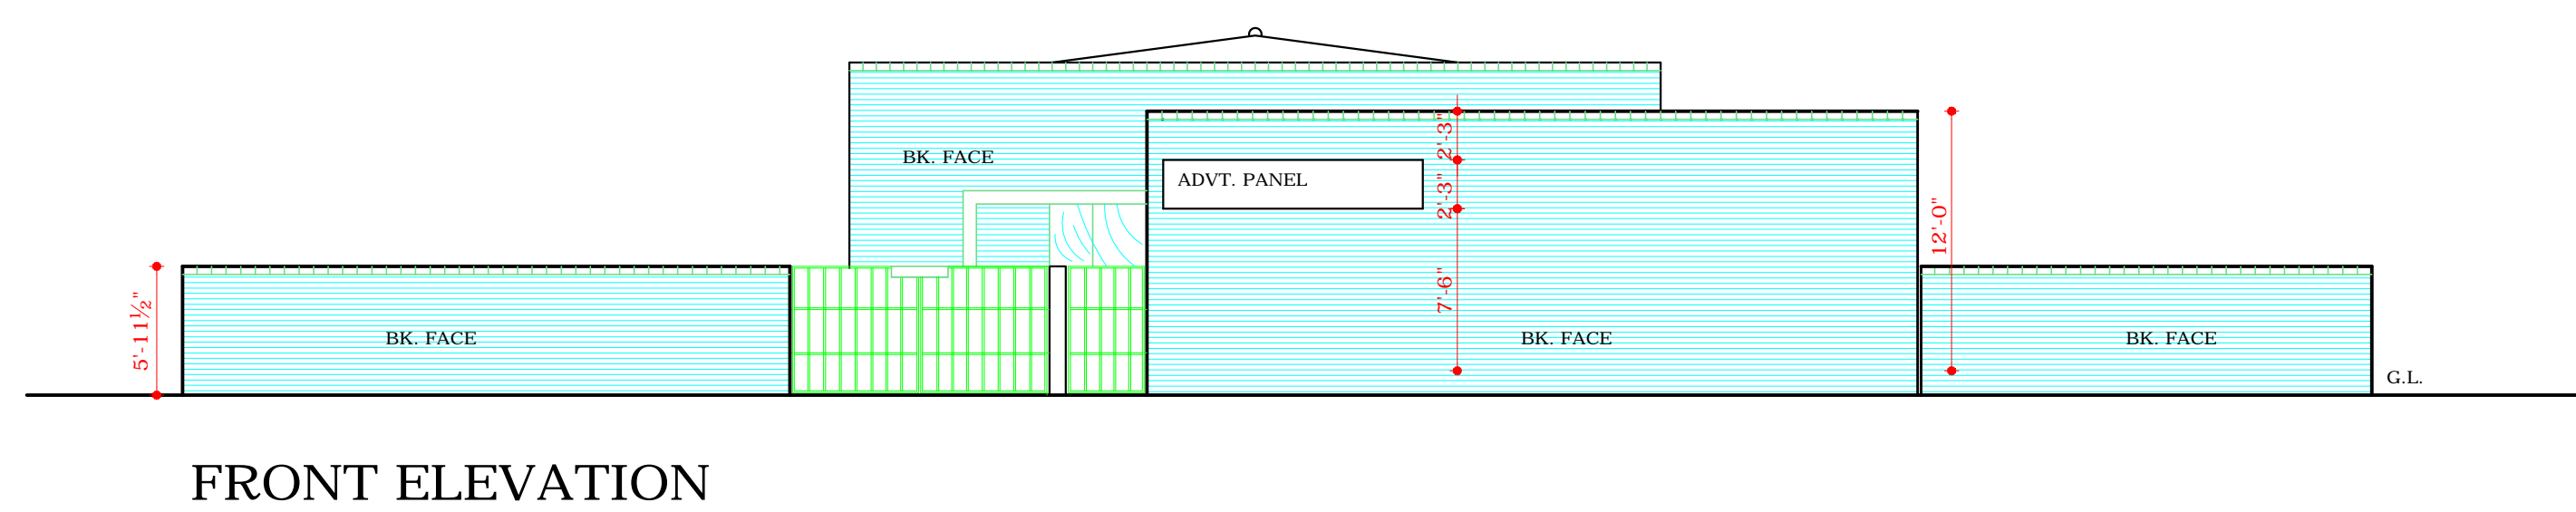 BK. FACE
ADVT. PANEL
2'-3"
2'-3"
7'-6"
12'-0"
5'-11½"
BK. FACE
BK. FACE
BK. FACE
G.L.
FRONT ELEVATION